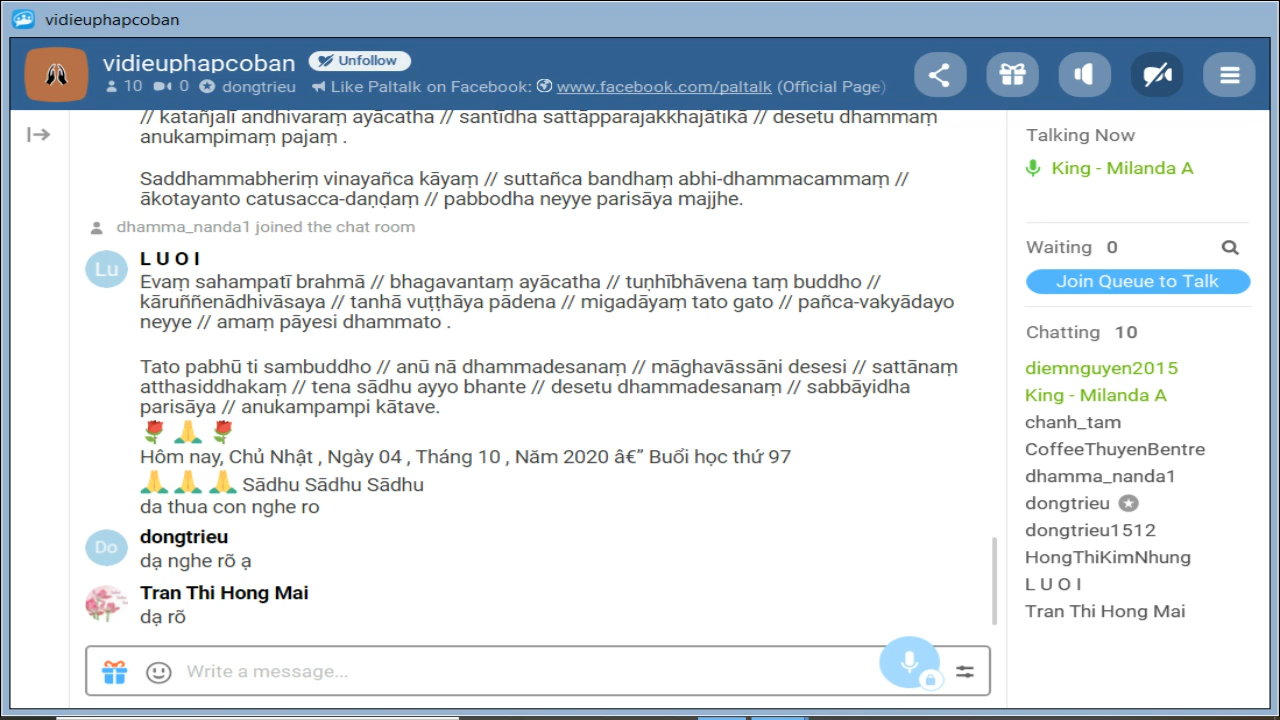 vidieuphapcoban
vidieuphapcoban Unfollow
10 0 dongtrieu Like Paltalk on Facebook: www.facebook.com/paltalk (Official Page)
// katañjalī andhivaraṃ ayācatha // santīdha sattāpparajakkhajātikā // desetu dhammaṃ
anukampimaṃ pajaṃ .
Saddhammabheriṃ vinayañca kāyaṃ // suttañca bandhaṃ abhi-dhammacammaṃ //
ākotayanto catusacca-daṇḍaṃ // pabbodha neyye parisāya majjhe.
dhamma_nanda1 joined the chat room
Lu
L U O I
Evaṃ sahampatī brahmā // bhagavantaṃ ayācatha // tuṇhībhāvena taṃ buddho //
kāruññenādhivāsaya // tanhā vuṭṭhāya pādena // migadāyaṃ tato gato // pañca-vakyādayo
neyye // amaṃ pāyesi dhammato .
Tato pabhū ti sambuddho // anū nā dhammadesanaṃ // māghavāssāni desesi // sattānaṃ
atthasiddhakaṃ // tena sādhu ayyo bhante // desetu dhammadesanaṃ // sabbāyidha
parisāya // anukampampi kātave.
🌹 🙏 🌹
Hôm nay, Chủ Nhật , Ngày 04 , Tháng 10 , Năm 2020 â€” Buổi học thứ 97
🙏 🙏 🙏 Sādhu Sādhu Sādhu
da thua con nghe ro
Do
dongtrieu
dạ nghe rõ ạ
Tran Thi Hong Mai
dạ rõ
Write a message...
Talking Now
King - Milanda A
Waiting 0
Join Queue to Talk
Chatting 10
diemnguyen2015
King - Milanda A
chanh_tam
CoffeeThuyenBentre
dhamma_nanda1
dongtrieu
dongtrieu1512
HongThiKimNhung
L U O I
Tran Thi Hong Mai